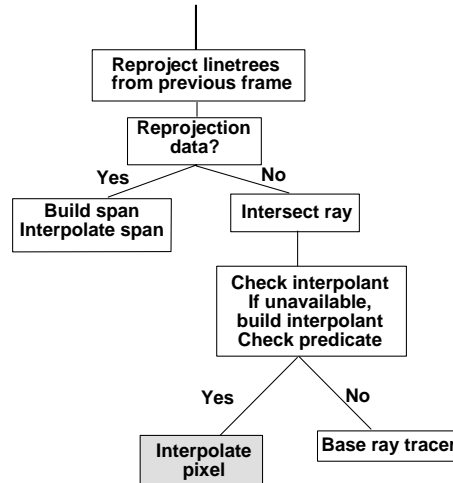 Reproject linetrees
from previous frame
Reprojection
data?
Yes
No
Build span
Interpolate span
Intersect ray
Check interpolant
If unavailable,
build interpolant
Check predicate
Yes
No
Interpolate
pixel
Base ray tracer